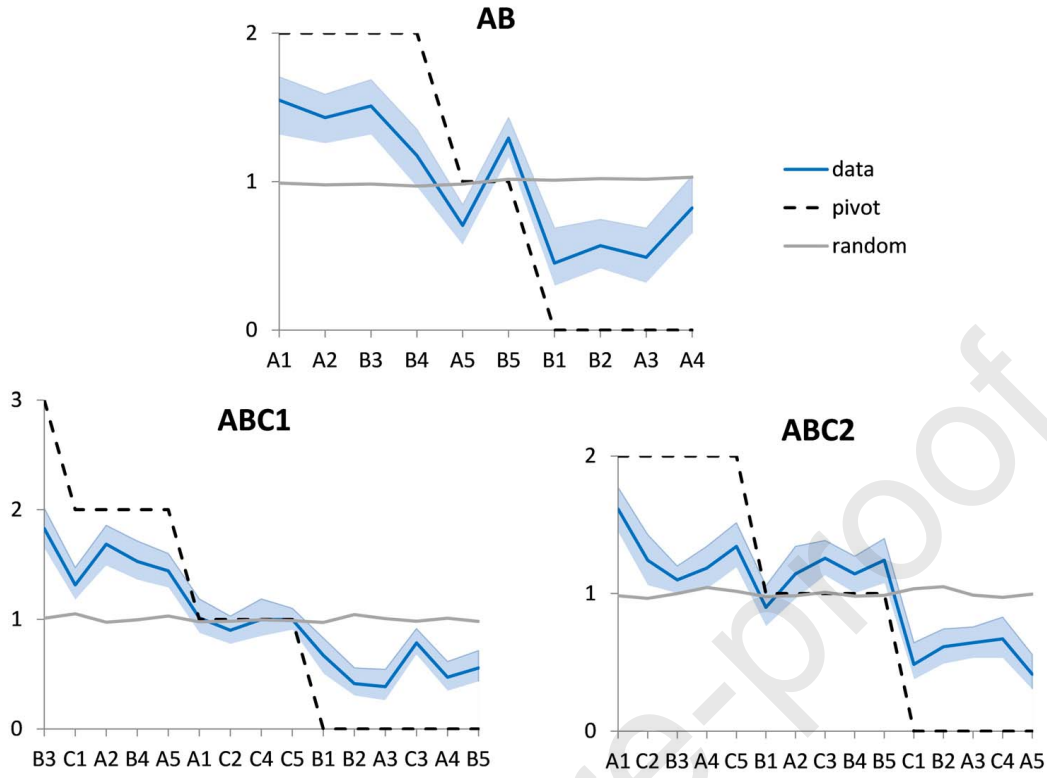 AB
2
1
0
A1 A2 B3 B4 A5 B5 B1 B2 A3 A4
data
pivot
random
ABC1
3
2
1
0
B3 C1 A2 B4 A5 A1 C2 C4 C5 B1 B2 A3 C3 A4 B5
ABC2
2
1
0
A1 C2 B3 A4 C5 B1 A2 C3 B4 B5 C1 B2 A3 C4 A5
e-proof